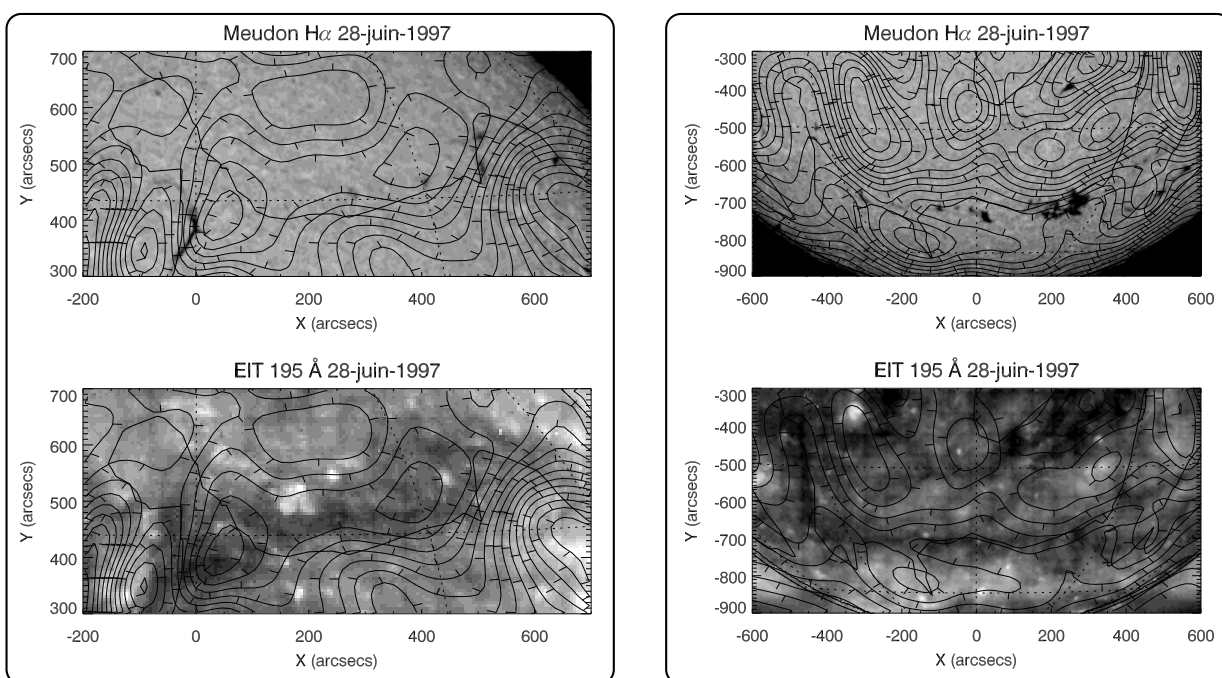 Meudon Hα 28-juin-1997
700
600
500
400
300
Y (arcsecs)
-200 0 200 400 600
X (arcsecs)
EIT 195 Å 28-juin-1997
700
600
500
400
300
Y (arcsecs)
-200 0 200 400 600
X (arcsecs)
Meudon Hα 28-juin-1997
-300
-400
-500
-600
-700
-800
-900
Y (arcsecs)
-600 -400 -200 0 200 400 600
X (arcsecs)
EIT 195 Å 28-juin-1997
-300
-400
-500
-600
-700
-800
-900
Y (arcsecs)
-600 -400 -200 0 200 400 600
X (arcsecs)